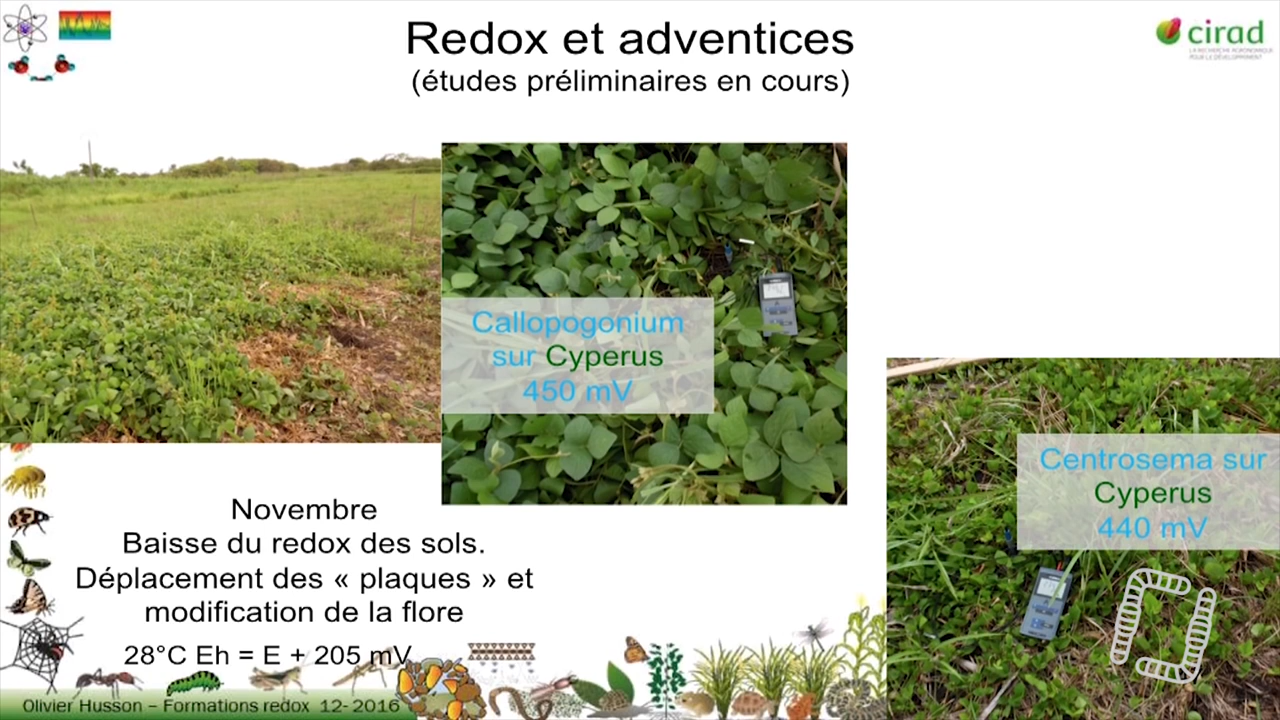 Redox et adventices
(études préliminaires en cours)
cirad
LA RECHERCHE AGRONOMIQUE
POUR LE DÉVELOPPEMENT
Callopogonium
sur Cyperus
450 mV
Centrosema sur
Cyperus
440 mV
Novembre
Baisse du redox des sols.
Déplacement des « plaques » et
modification de la flore
28°C Eh = E + 205 mV
Olivier Husson – Formations redox 12- 2016